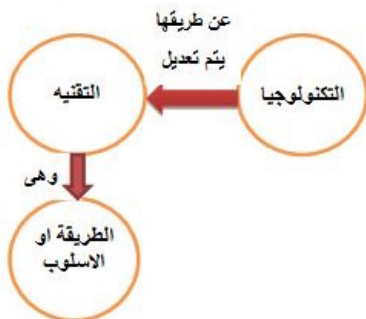 عن طريقها
يتم تعديل
التكنولوجيا
التقنيه
وهى
الطريقة او
الاسلوب